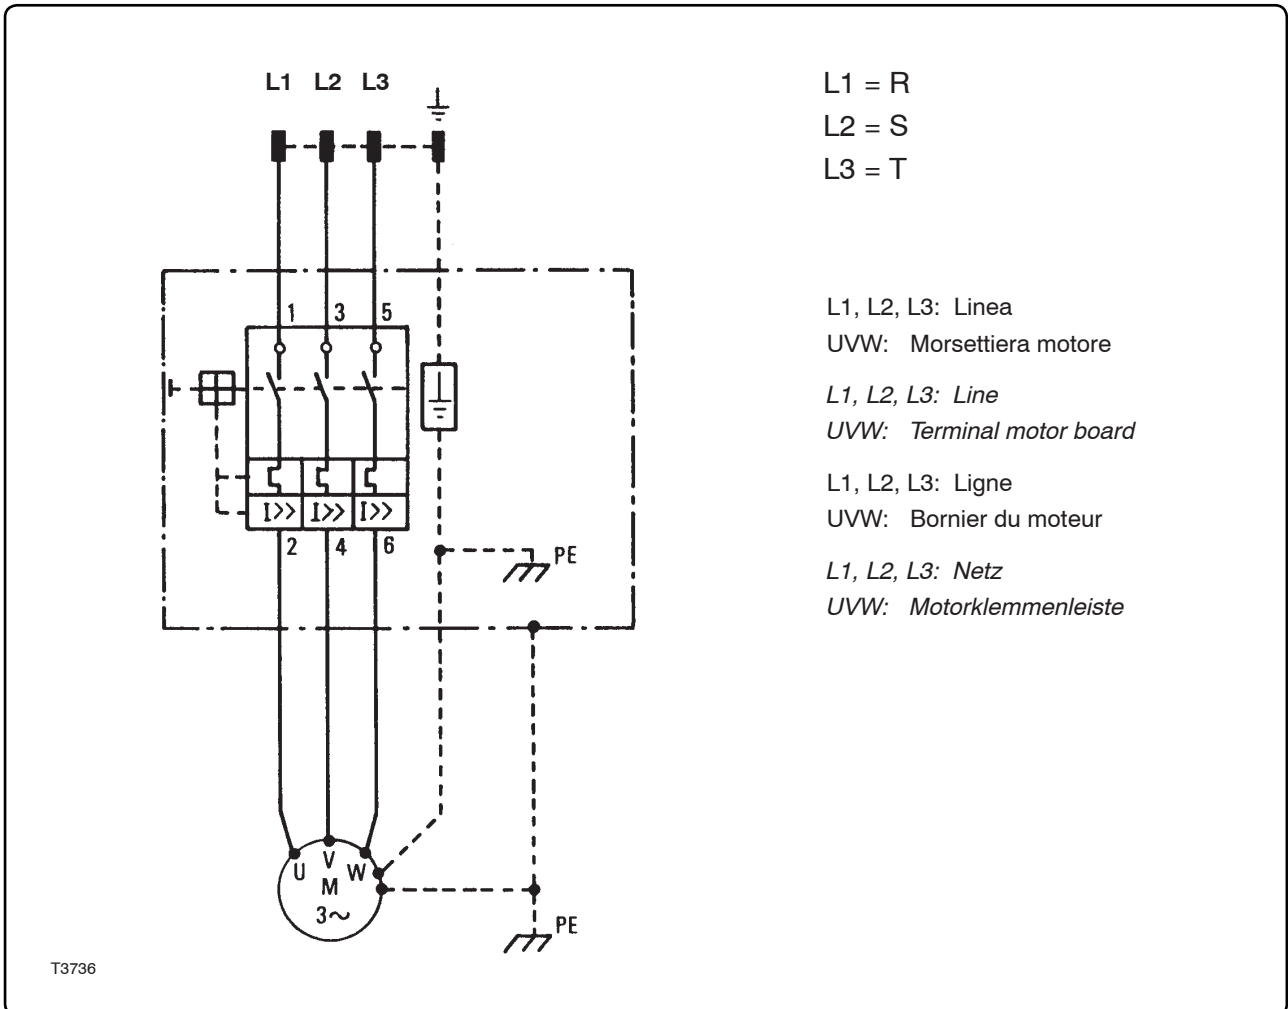 L1 L2 L3
1 3 5
I>> I>> I>>
2 4 6
PE
U V W
M
3~
PE
T3736
L1 = R
L2 = S
L3 = T
L1, L2, L3: Linea
UVW: Morsettiera motore
L1, L2, L3: Line
UVW: Terminal motor board
L1, L2, L3: Ligne
UVW: Bornier du moteur
L1, L2, L3: Netz
UVW: Motorklemmenleiste